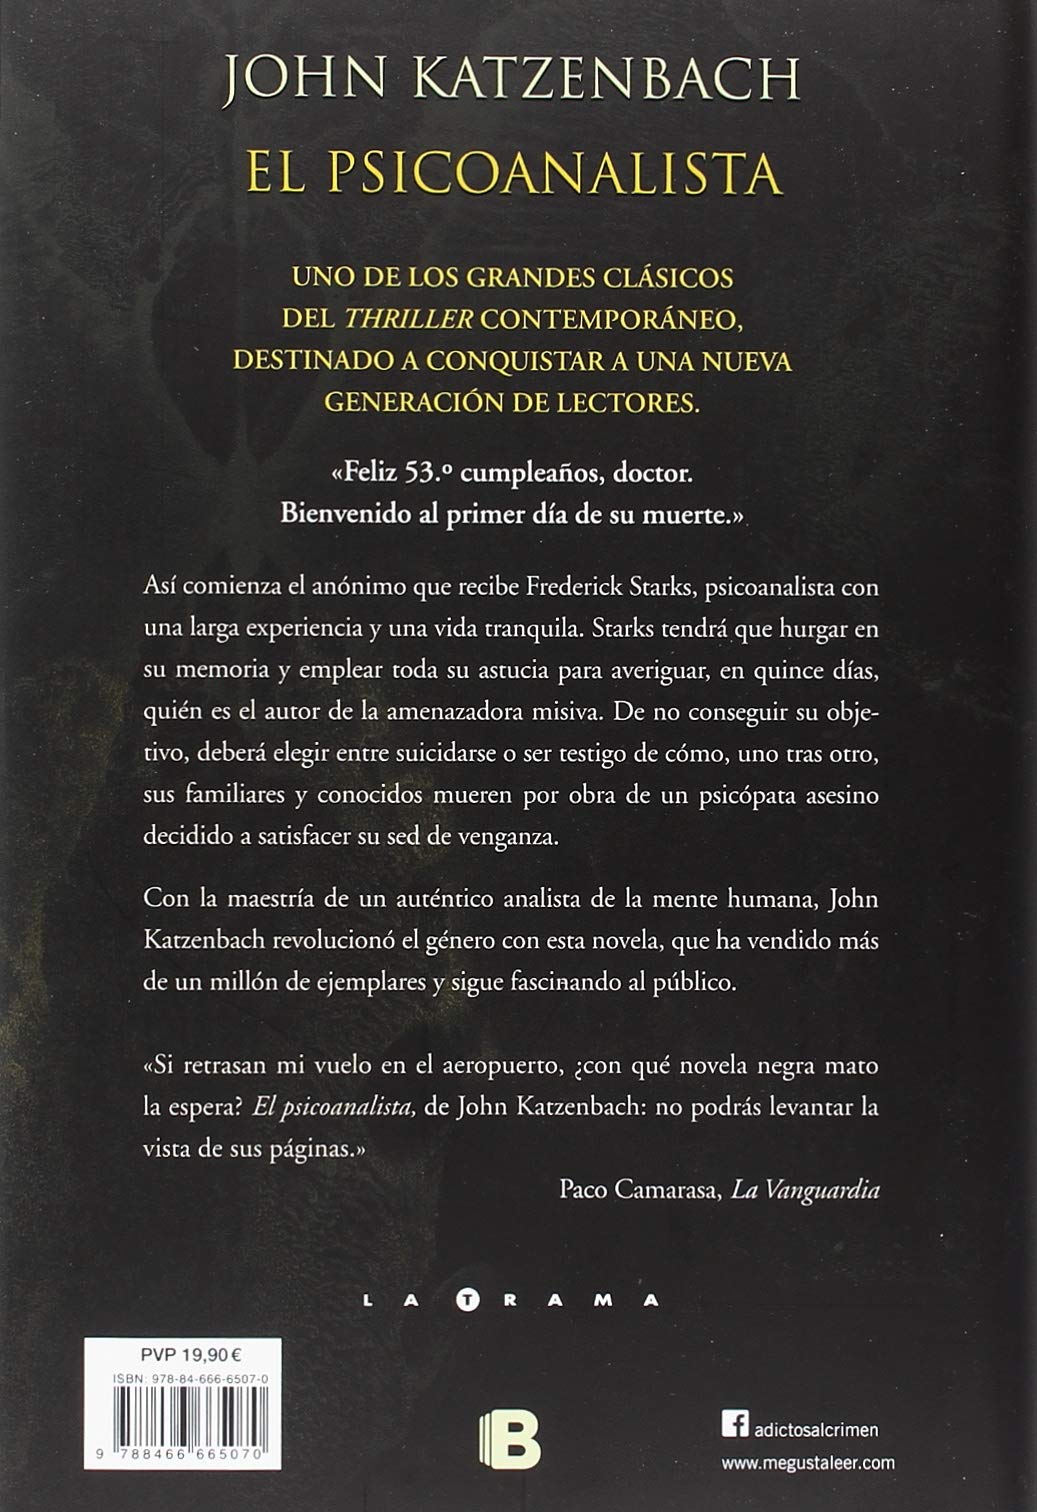 JOHN KATZENBACH
EL PSICOANALISTA
UNO DE LOS GRANDES CLÁSICOS
DEL THRILLER CONTEMPORÁNEO,
DESTINADO A CONQUISTAR A UNA NUEVA
GENERACIÓN DE LECTORES.
«Feliz 53.º cumpleaños, doctor.
Bienvenido al primer día de su muerte.»
Así comienza el anónimo que recibe Frederick Starks, psicoanalista con
una larga experiencia y una vida tranquila. Starks tendrá que hurgar en
su memoria y emplear toda su astucia para averiguar, en quince días,
quién es el autor de la amenazadora misiva. De no conseguir su obje-
tivo, deberá elegir entre suicidarse o ser testigo de cómo, uno tras otro,
sus familiares y conocidos mueren por obra de un psicópata asesino
decidido a satisfacer su sed de venganza.
Con la maestría de un auténtico analista de la mente humana, John
Katzenbach revolucionó el género con esta novela, que ha vendido más
de un millón de ejemplares y sigue fascinando al público.
«Si retrasan mi vuelo en el aeropuerto, ¿con qué novela negra mato
la espera? El psicoanalista, de John Katzenbach: no podrás levantar la
vista de sus páginas.»
Paco Camarasa, La Vanguardia
LA TRAMA
PVP 19,90 €
ISBN: 978-84-666-6507-0
9 788466 665070
B
adictosalcrimen
www.megustaleer.com